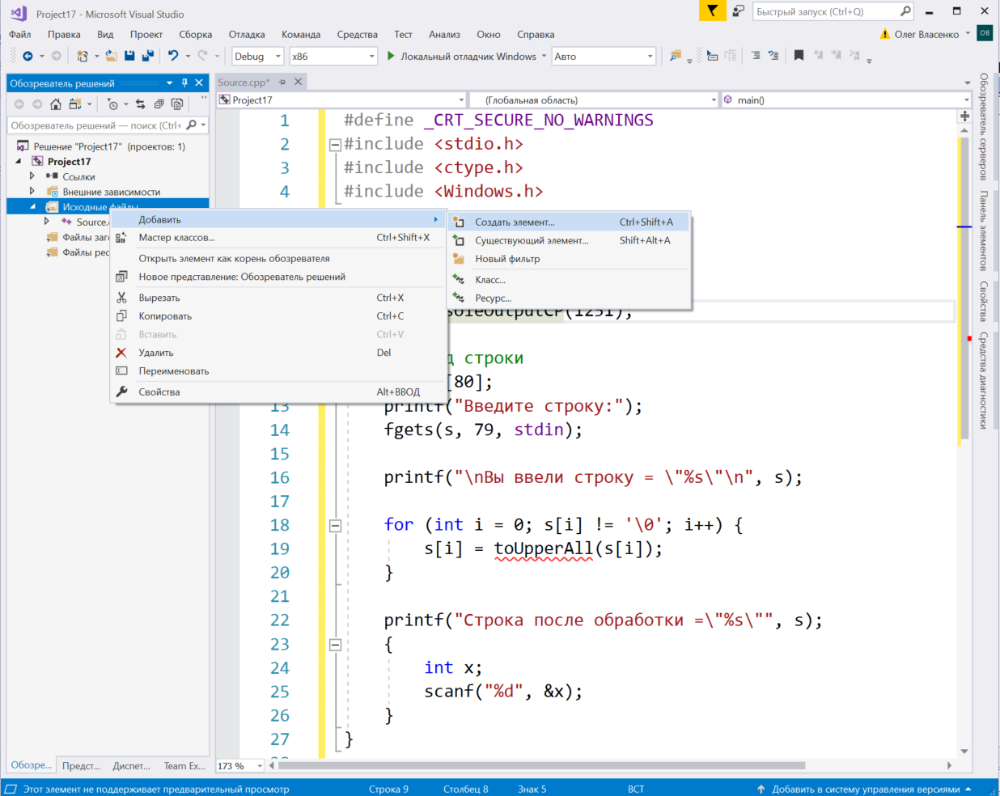 Project17 - Microsoft Visual Studio
Быстрый запуск (Ctrl+Q)
Файл Правка Вид Проект Сборка Отладка Команда Средства Тест Анализ Окно Справка
Олег Власенко ОВ
Debug x86 Локальный отладчик Windows Авто
Обозреватель решений
Source.cpp*
Project17 (Глобальная область) main()
Обозреватель решений — поиск (Ctrl+
Решение "Project17" (проектов: 1)
Project17
Ссылки
Внешние зависимости
Исходные файлы
Source.
Файлы
Файлы
Добавить
Мастер классов... Ctrl+Shift+X
Открыть элемент как корень обозревателя
Новое представление: Обозреватель решений
Вырезать Ctrl+X
Копировать Ctrl+C
Вставить Ctrl+V
Удалить Del
Переименовать
Свойства Alt+ВВОД
Создать элемент... Ctrl+Shift+A
Существующий элемент... Shift+Alt+A
Новый фильтр
Класс...
Ресурс...
1 #define _CRT_SECURE_NO_WARNINGS
2 #include <stdio.h>
3 #include <ctype.h>
4 #include <Windows.h>
soleOutputCP(1251);
д строки
[80];
13 printf("Введите строку:");
14 fgets(s, 79, stdin);
15
16 printf("\nВы ввели строку = \"%s\"\n", s);
17
18 for (int i = 0; s[i] != '\0'; i++) {
19 s[i] = toUpperAll(s[i]);
20 }
21
22 printf("Строка после обработки =\"%s\"", s);
23 {
24 int x;
25 scanf("%d", &x);
26 }
27 }
Обозреватель серверов
Панель элементов
Свойства
Средства диагностики
Обозре... Предст... Диспет... Team Ex...
173 %
Этот элемент не поддерживает предварительный просмотр Строка 9 Столбец 8 Знак 5 ВСТ Добавить в систему управления версиями